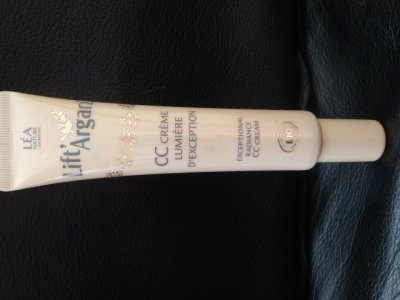 LÉA
NATURE
Lift'
Argan
CC CRÈME
LUMIÈRE
D'EXCEPTION
EXCEPTIONAL
RADIANCE
CC CREAM
BIO